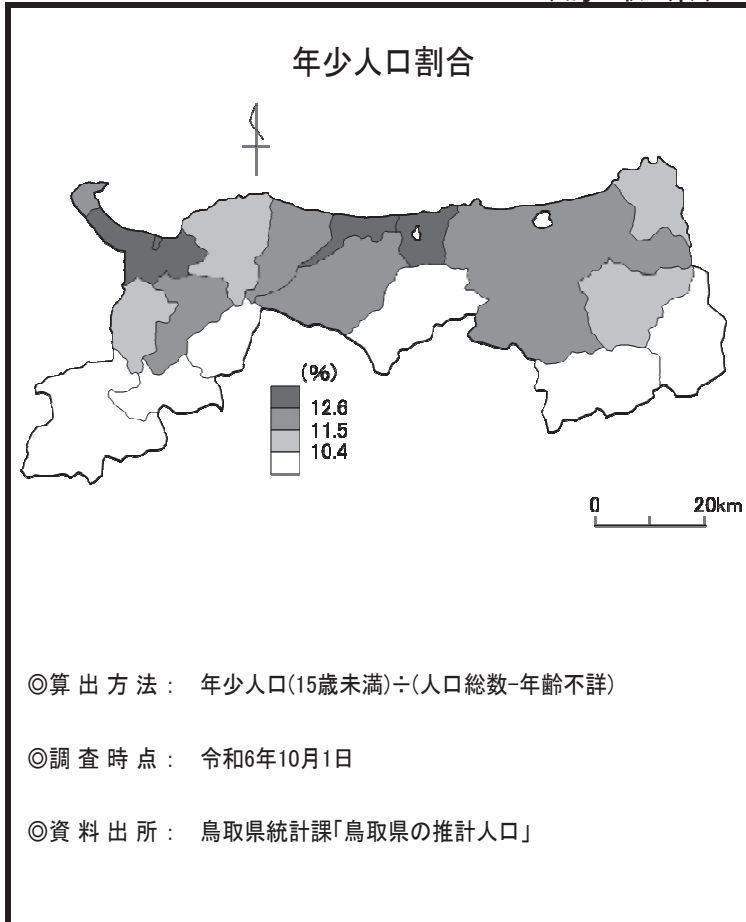 年少人口割合
(%)
12.6
11.5
10.4
0 20km
◎算出方法： 年少人口(15歳未満)÷(人口総数-年齢不詳)
◎調査時点： 令和6年10月1日
◎資料出所： 鳥取県統計課「鳥取県の推計人口」